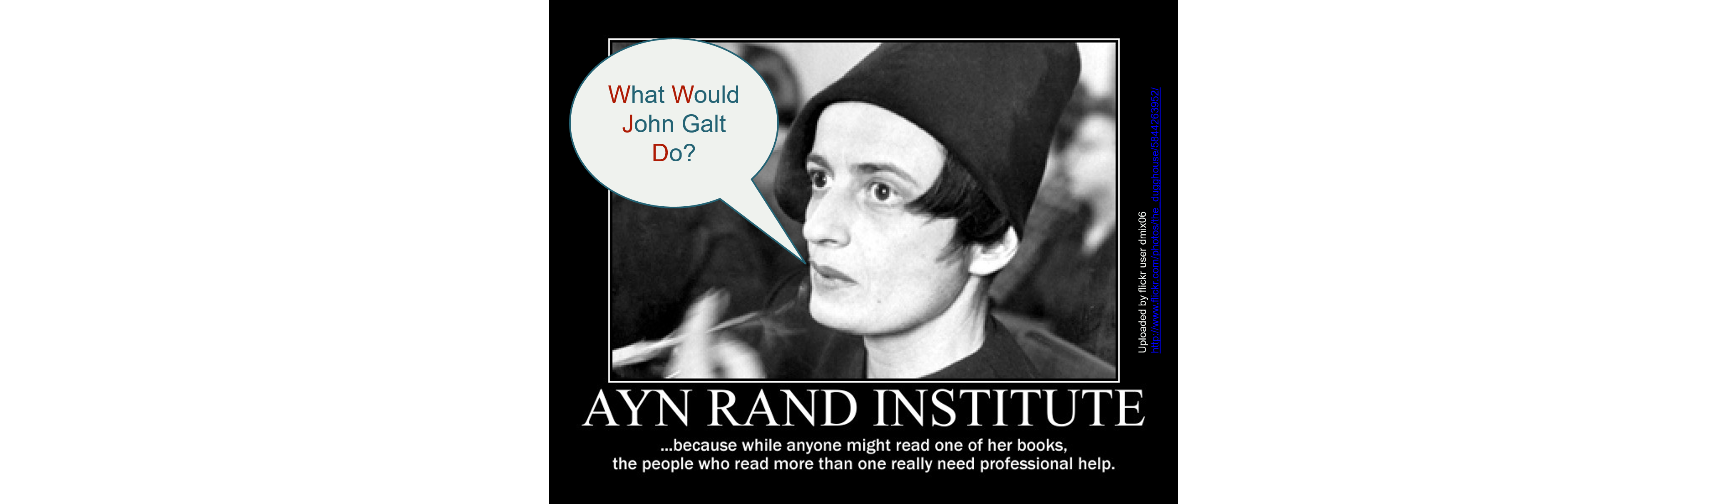 What Would
John Galt
Do?
AYN RAND INSTITUTE
...because while anyone might read one of her books,
the people who read more than one really need professional help.
Uploaded by flickr user dmix06